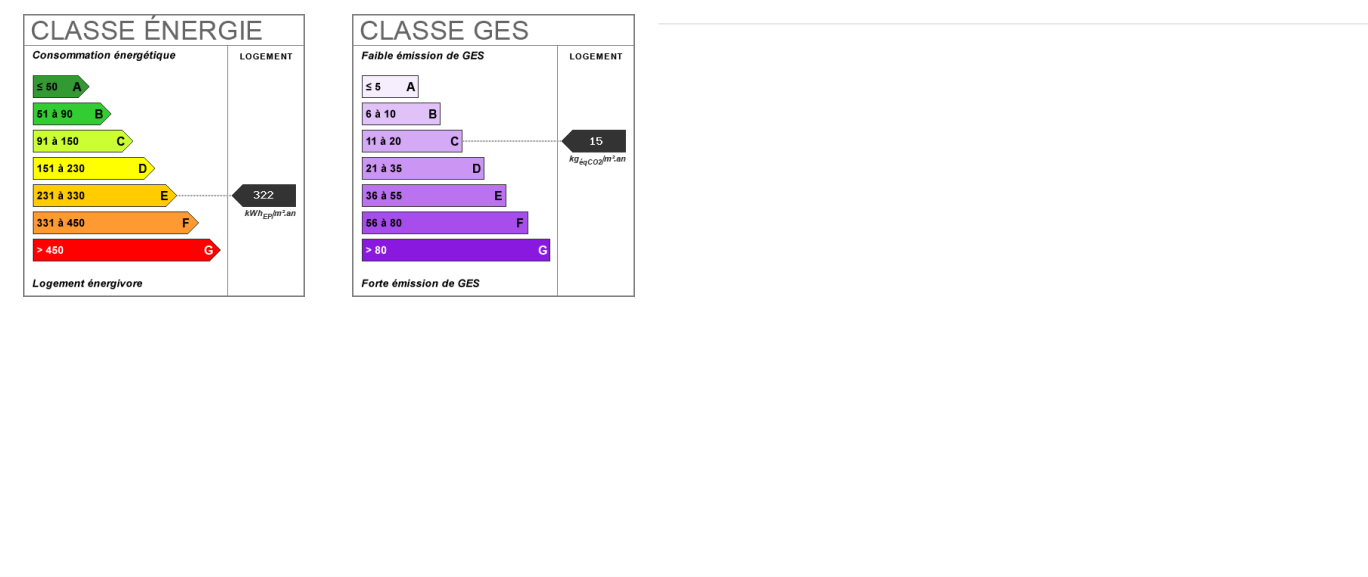 CLASSE ÉNERGIE
Consommation énergétique
LOGEMENT
≤ 50 A
51 à 90 B
91 à 150 C
151 à 230 D
231 à 330 E
322
kWhEP/m².an
331 à 450 F
> 450 G
Logement énergivore
CLASSE GES
Faible émission de GES
LOGEMENT
≤ 5 A
6 à 10 B
11 à 20 C
15
kgéqCO2/m².an
21 à 35 D
36 à 55 E
56 à 80 F
> 80 G
Forte émission de GES